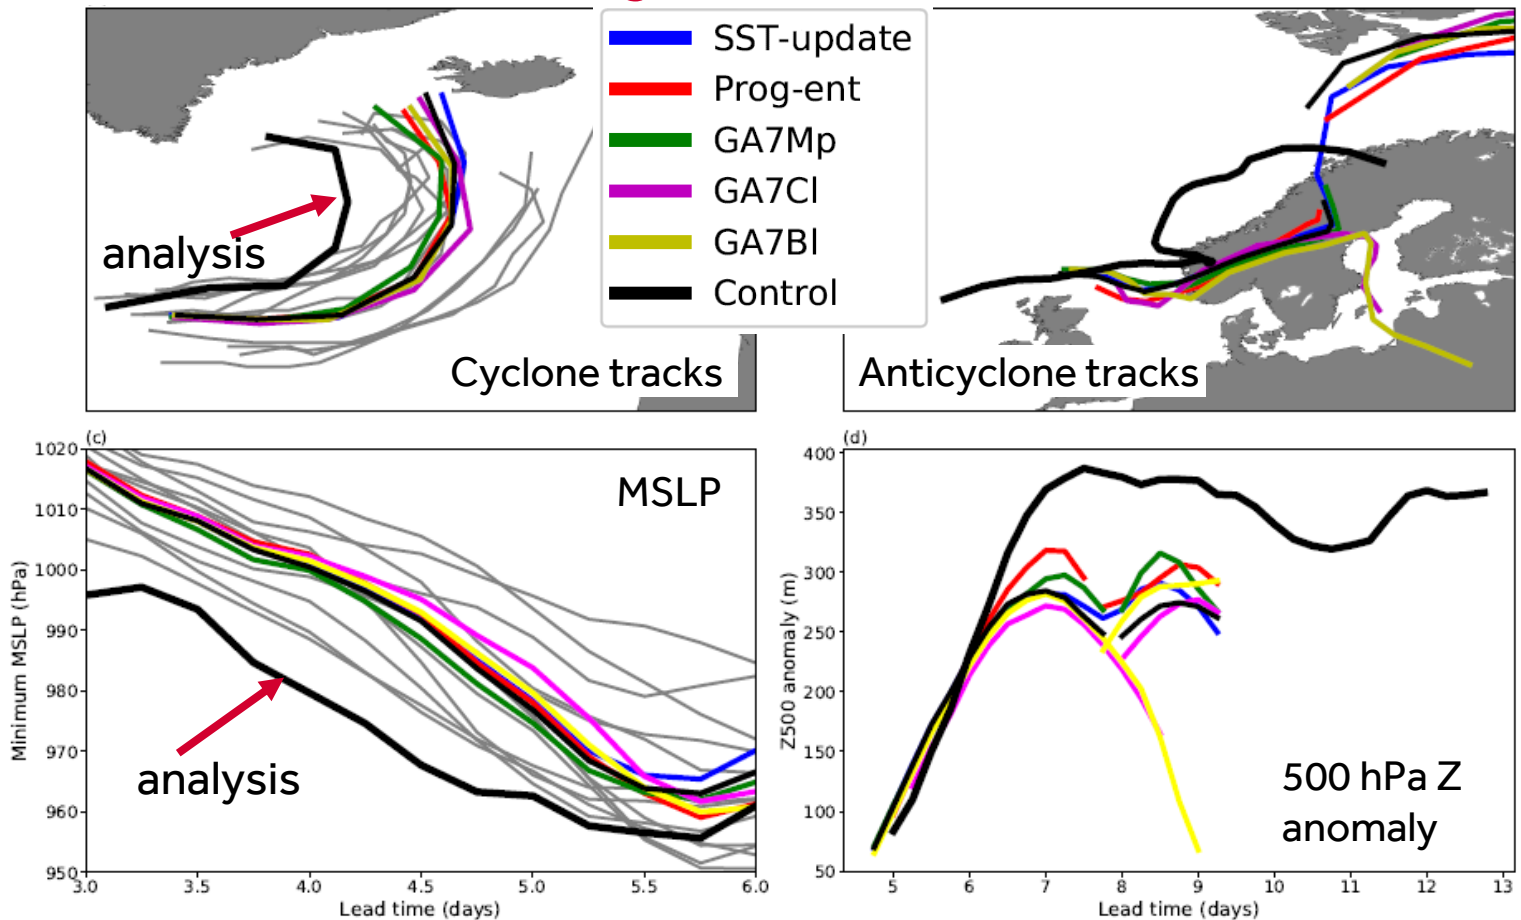 SST-update
Prog-ent
GA7Mp
GA7Cl
GA7Bl
Control
analysis
Cyclone tracks
Anticyclone tracks
(c)
MSLP
analysis
Minimum MSLP (hPa)
1020
1010
1000
990
980
970
960
950
3.0 3.5 4.0 4.5 5.0 5.5 6.0
Lead time (days)
(d)
500 hPa Z
anomaly
Z500 anomaly (m)
400
350
300
250
200
150
100
50
5 6 7 8 9 10 11 12 13
Lead time (days)